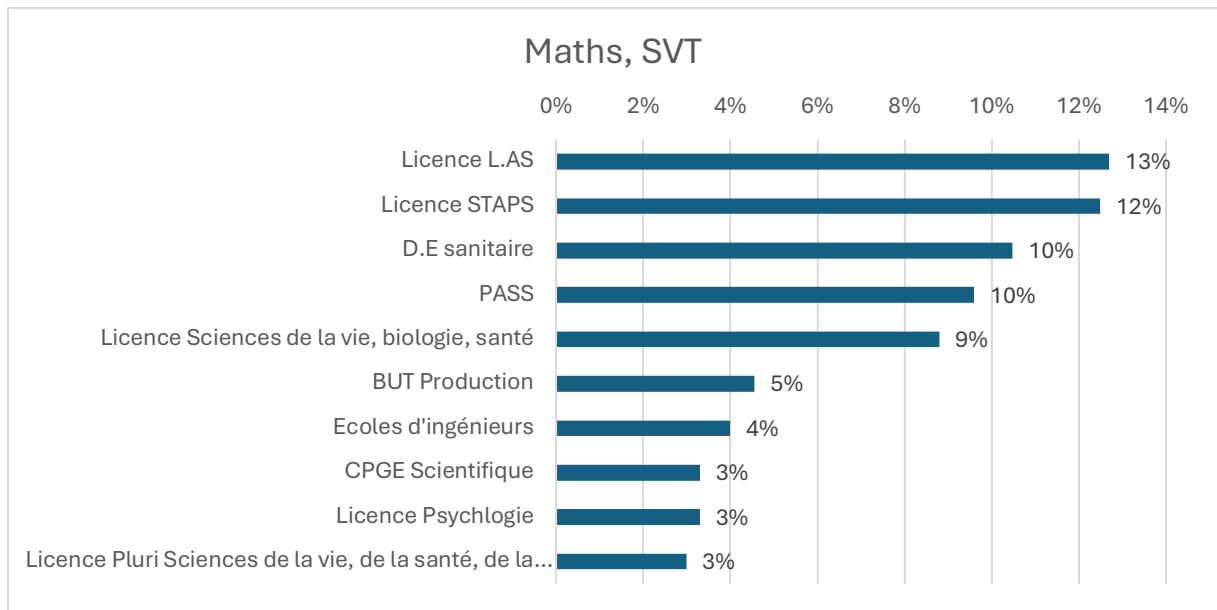 Maths, SVT
0% 2% 4% 6% 8% 10% 12% 14%
Licence L.AS 13%
Licence STAPS 12%
D.E sanitaire 10%
PASS 10%
Licence Sciences de la vie, biologie, santé 9%
BUT Production 5%
Ecoles d'ingénieurs 4%
CPGE Scientifique 3%
Licence Psychlogie 3%
Licence Pluri Sciences de la vie, de la santé, de la... 3%